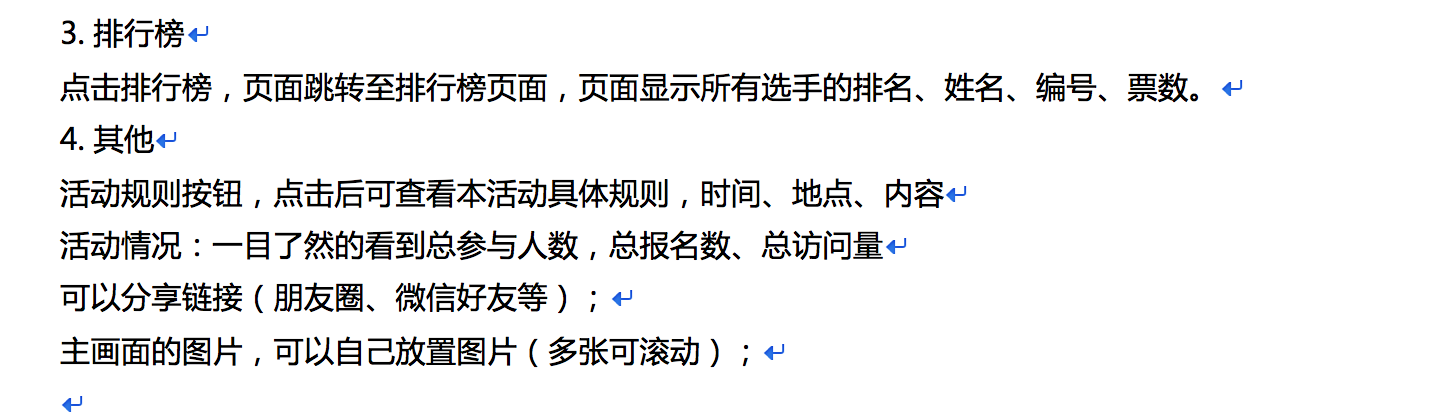 3. 排行榜
点击排行榜，页面跳转至排行榜页面，页面显示所有选手的排名、姓名、编号、票数。
4. 其他
活动规则按钮，点击后可查看本活动具体规则，时间、地点、内容
活动情况：一目了然的看到总参与人数，总报名数、总访问量
可以分享链接（朋友圈、微信好友等）；
主画面的图片，可以自己放置图片（多张可滚动）；